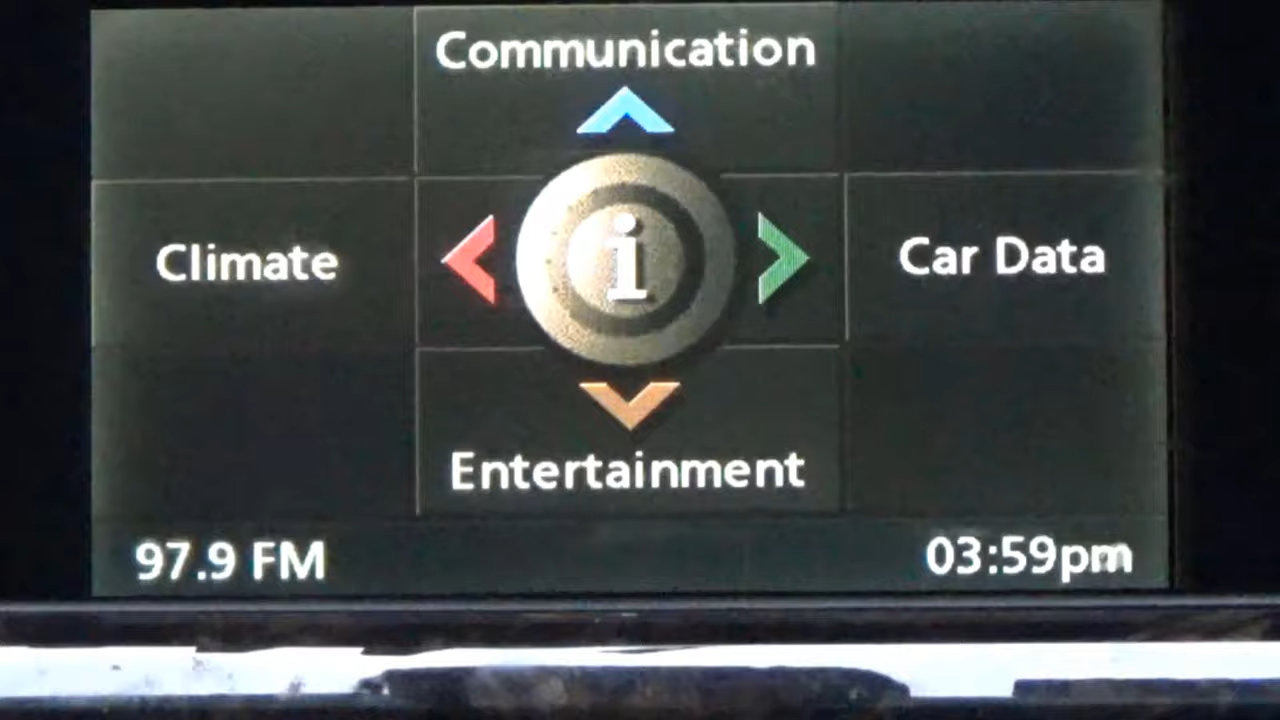 Communication
Climate
i
Car Data
Entertainment
97.9 FM
03:59pm